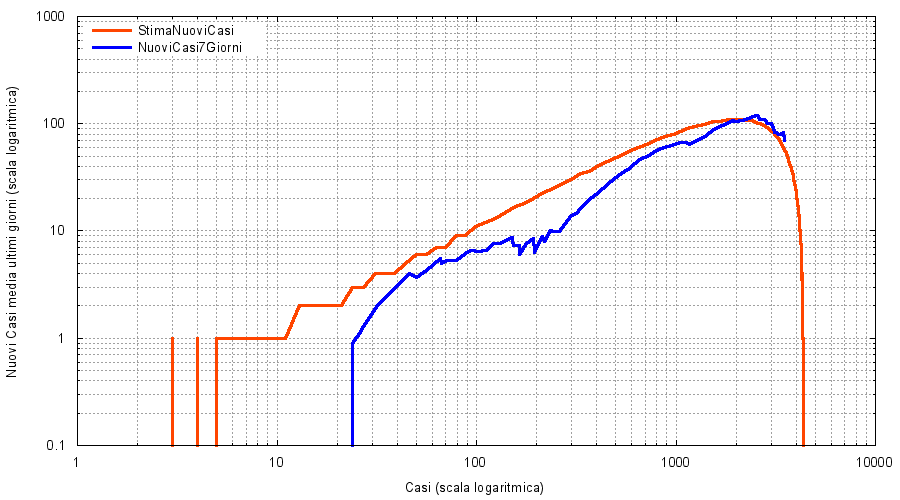 1000
StimaNuoviCasi
NuoviCasi7Giorni
100
10
1
0.1
Nuovi Casi media ultimi giorni (scala logaritmica)
1 10 100 1000 10000
Casi (scala logaritmica)